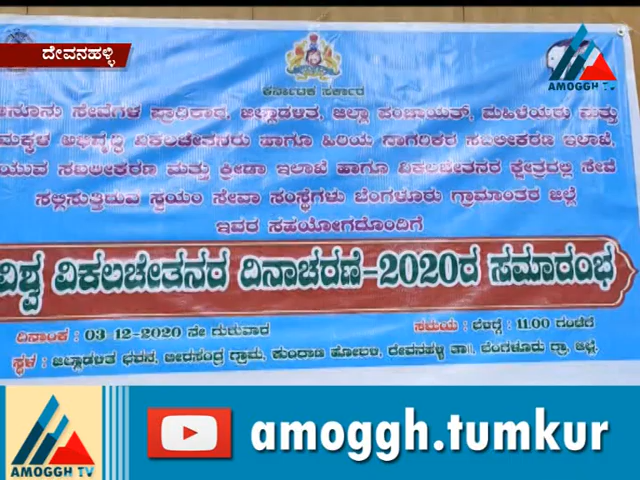 ದೇವನಹಳ್ಳಿ
AMOGGH TV
ಕರ್ನಾಟಕ ಸರ್ಕಾರ
ಕಾನೂನು ಸೇವೆಗಳ ಪ್ರಾಧಿಕಾರ, ಜಿಲ್ಲಾಡಳಿತ, ಜಿಲ್ಲಾ ಪಂಚಾಯತ್, ಮಹಿಳೆಯರು ಮತ್ತು
ಮಕ್ಕಳ ಅಭಿವೃದ್ಧಿ ವಿಕಲಚೇತನರು ಹಾಗೂ ಹಿರಿಯ ನಾಗರಿಕರ ಸಬಲೀಕರಣ ಇಲಾಖೆ,
ಯುವ ಸಬಲೀಕರಣ ಮತ್ತು ಕ್ರೀಡಾ ಇಲಾಖೆ ಹಾಗೂ ವಿಕಲಚೇತನರ ಕ್ಷೇತ್ರದಲ್ಲಿ ಸೇವೆ
ಸಲ್ಲಿಸುತ್ತಿರುವ ಸ್ವಯಂ ಸೇವಾ ಸಂಸ್ಥೆಗಳು ಬೆಂಗಳೂರು ಗ್ರಾಮಾಂತರ ಜಿಲ್ಲೆ
ಇವರ ಸಹಯೋಗದೊಂದಿಗೆ
ವಿಶ್ವ ವಿಕಲಚೇತನರ ದಿನಾಚರಣೆ-2020ರ ಸಮಾರಂಭ
ದಿನಾಂಕ : 03-12-2020 ನೇ ಗುರುವಾರ ಸಮಯ : ಬೆಳಿಗ್ಗೆ : 11.00 ಗಂಟೆಗೆ
ಸ್ಥಳ : ಜಿಲ್ಲಾಡಳಿತ ಭವನ, ಬೀರಸಂದ್ರ ಗ್ರಾಮ, ಕುಂದಾಣ ಹೋಬಳಿ, ದೇವನಹಳ್ಳಿ ತಾ||, ಬೆಂಗಳೂರು ಗ್ರಾ. ಜಿಲ್ಲೆ.
AMOGGH TV
amoggh.tumkur